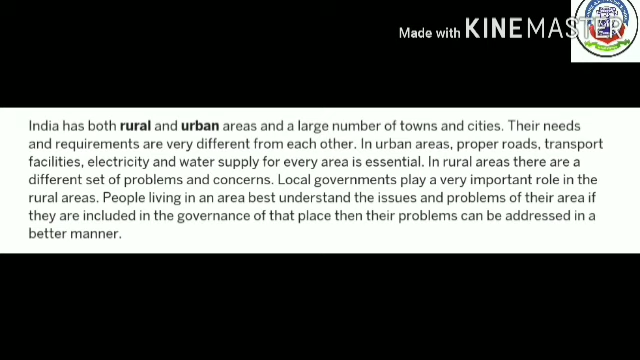 Made with KINEMASTER
India has both rural and urban areas and a large number of towns and cities. Their needs
and requirements are very different from each other. In urban areas, proper roads, transport
facilities, electricity and water supply for every area is essential. In rural areas there are a
different set of problems and concerns. Local governments play a very important role in the
rural areas. People living in an area best understand the issues and problems of their area if
they are included in the governance of that place then their problems can be addressed in a
better manner.